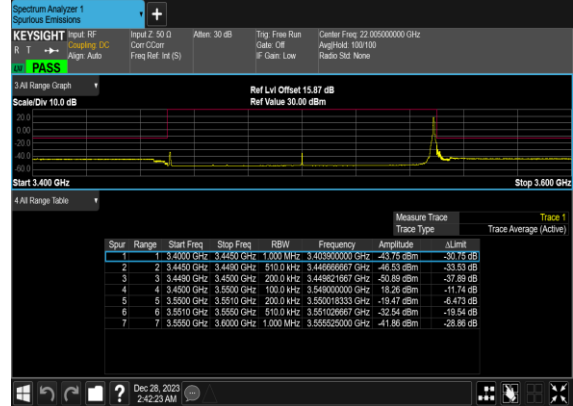 Spectrum Analyzer 1
Spurious Emissions
+
KEYSIGHT Input: RF Input Z: 50 Ω Atten: 30 dB Trig: Free Run Center Freq: 22.005000000 GHz
R T Coupling: DC Corr CCorr Gate: Off Avg|Hold: 100/100
Align: Auto Freq Ref: Int (S) IF Gain: Low Radio Std: None
PASS
3 All Range Graph
Ref Lvl Offset 15.87 dB
Scale/Div 10.0 dB Ref Value 30.00 dBm
20.0
0.00
-20.0
-40.0
-60.0
Start 3.400 GHz Stop 3.600 GHz
4 All Range Table
Measure Trace Trace 1
Trace Type Trace Average (Active)
Spur Range Start Freq Stop Freq RBW Frequency Amplitude ΔLimit
1 1 3.4000 GHz 3.4450 GHz 1.000 MHz 3.403900000 GHz -43.75 dBm -30.75 dB
2 2 3.4450 GHz 3.4490 GHz 510.0 kHz 3.446666667 GHz -46.53 dBm -33.53 dB
3 3 3.4490 GHz 3.4500 GHz 200.0 kHz 3.449821667 GHz -50.89 dBm -37.89 dB
4 4 3.4500 GHz 3.5500 GHz 100.0 kHz 3.549000000 GHz 18.26 dBm -11.74 dB
5 5 3.5500 GHz 3.5510 GHz 200.0 kHz 3.550018333 GHz -19.47 dBm -6.473 dB
6 6 3.5510 GHz 3.5550 GHz 510.0 kHz 3.551026667 GHz -32.54 dBm -19.54 dB
7 7 3.5550 GHz 3.6000 GHz 1.000 MHz 3.555525000 GHz -41.86 dBm -28.86 dB
? Dec 28, 2023
2:42:23 AM